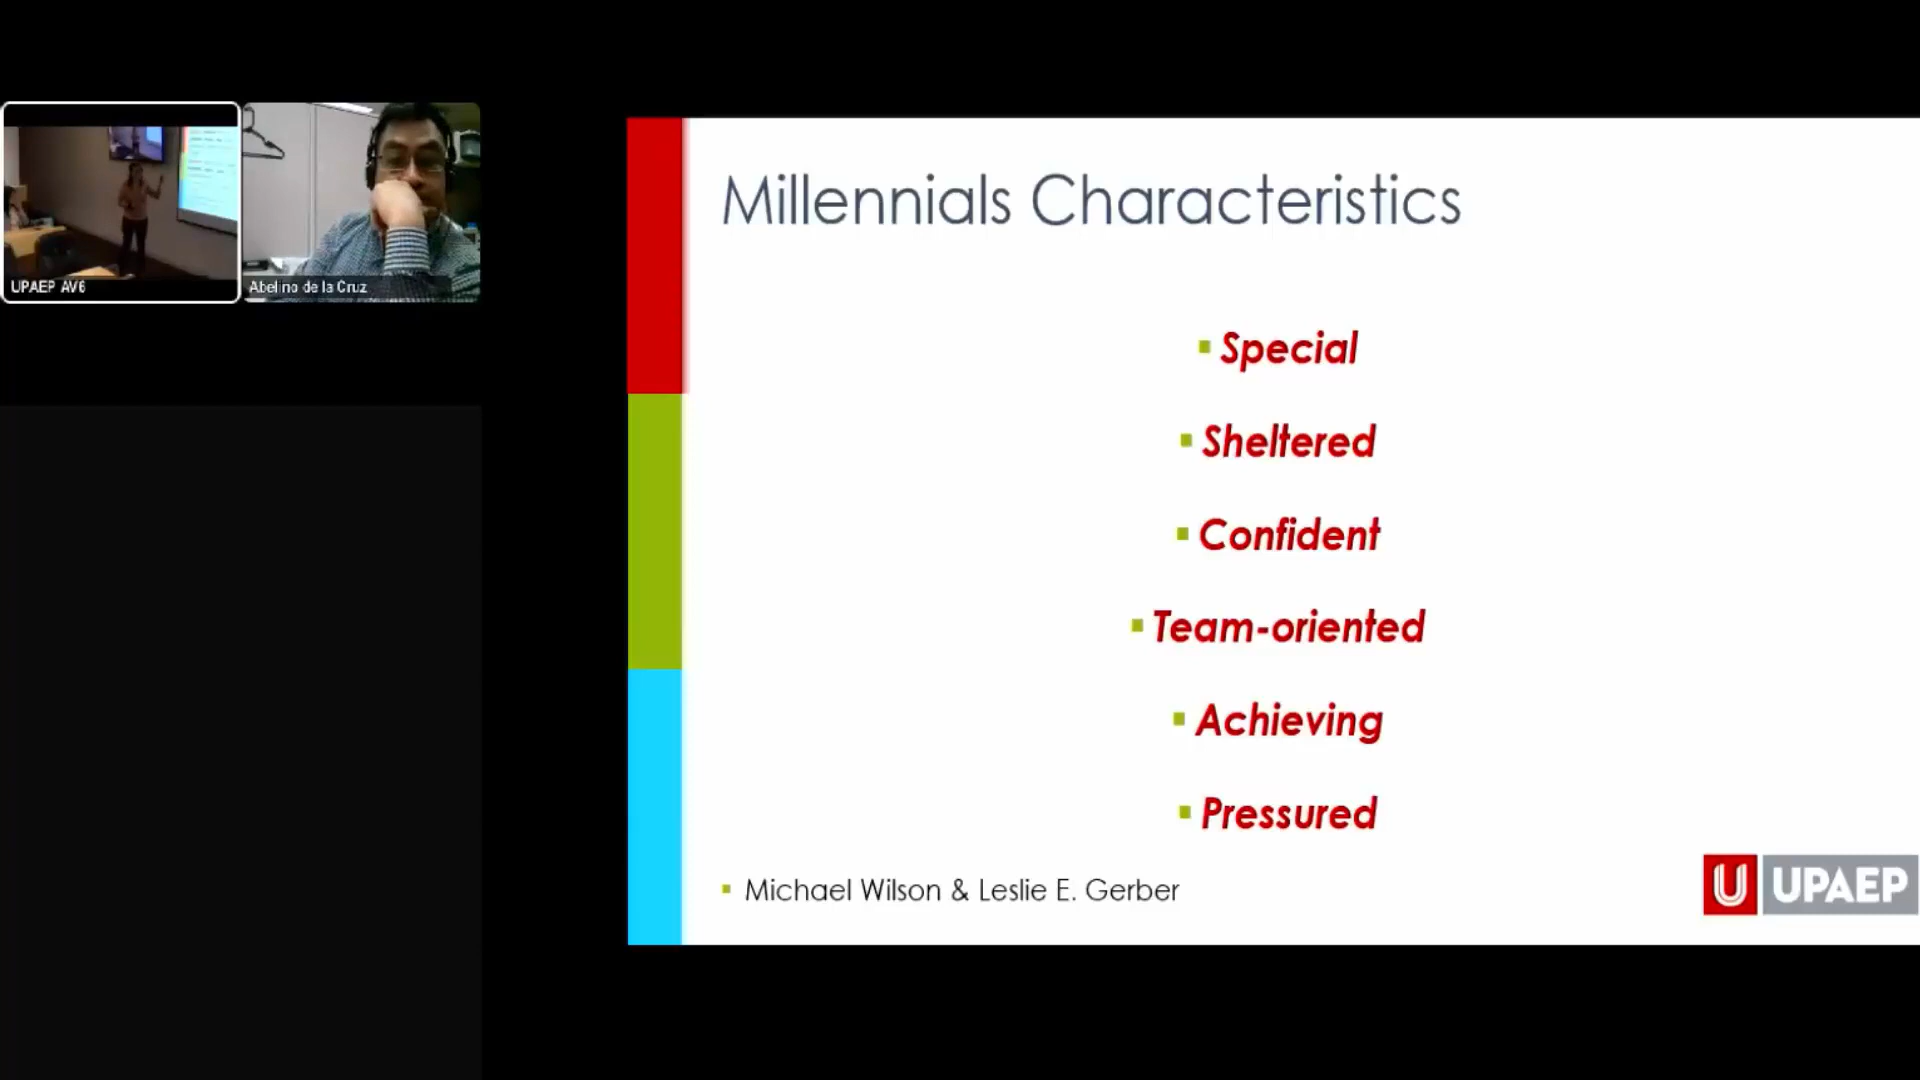 UPAEP AV6
Abelino de la Cruz
Millennials Characteristics
▪ Special
▪ Sheltered
▪ Confident
▪ Team-oriented
▪ Achieving
▪ Pressured
▪ Michael Wilson & Leslie E. Gerber
U UPAEP